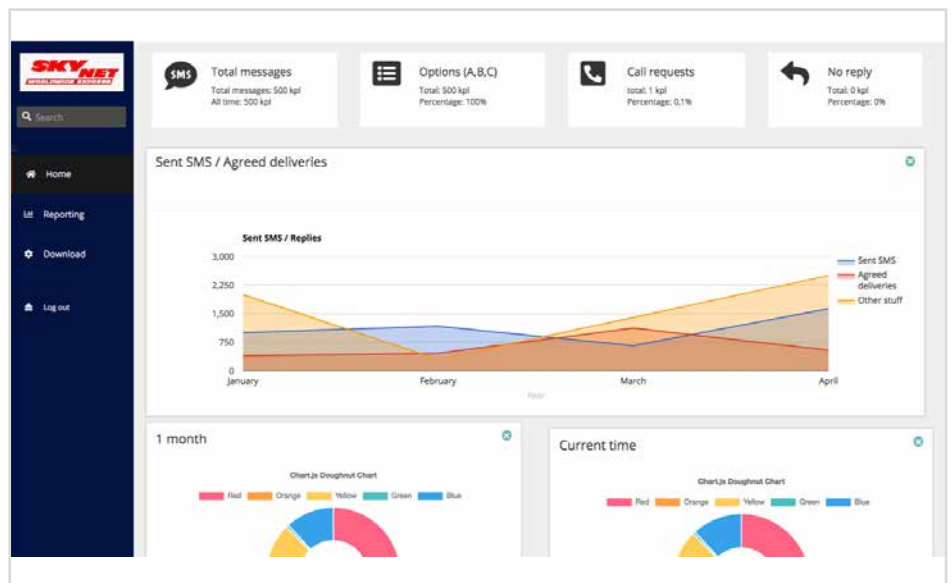 SKY NET
WORLDWIDE EXPRESS
Search
Home
Reporting
Download
Log out
SMS
Total messages
Total messages: 500 kpl
All time: 500 kpl
Options (A,B,C)
Total: 500 kpl
Percentage: 100%
Call requests
total: 1 kpl
Percentage: 0,1%
No reply
Total: 0 kpl
Percentage: 0%
Sent SMS / Agreed deliveries
Sent SMS / Replies
3,000
2,250
1,500
750
0
January
February
March
April
Year
Sent SMS
Agreed
deliveries
Other stuff
1 month
Chart.js Doughnut Chart
Red Orange Yellow Green Blue
Current time
Chart.js Doughnut Chart
Red Orange Yellow Green Blue